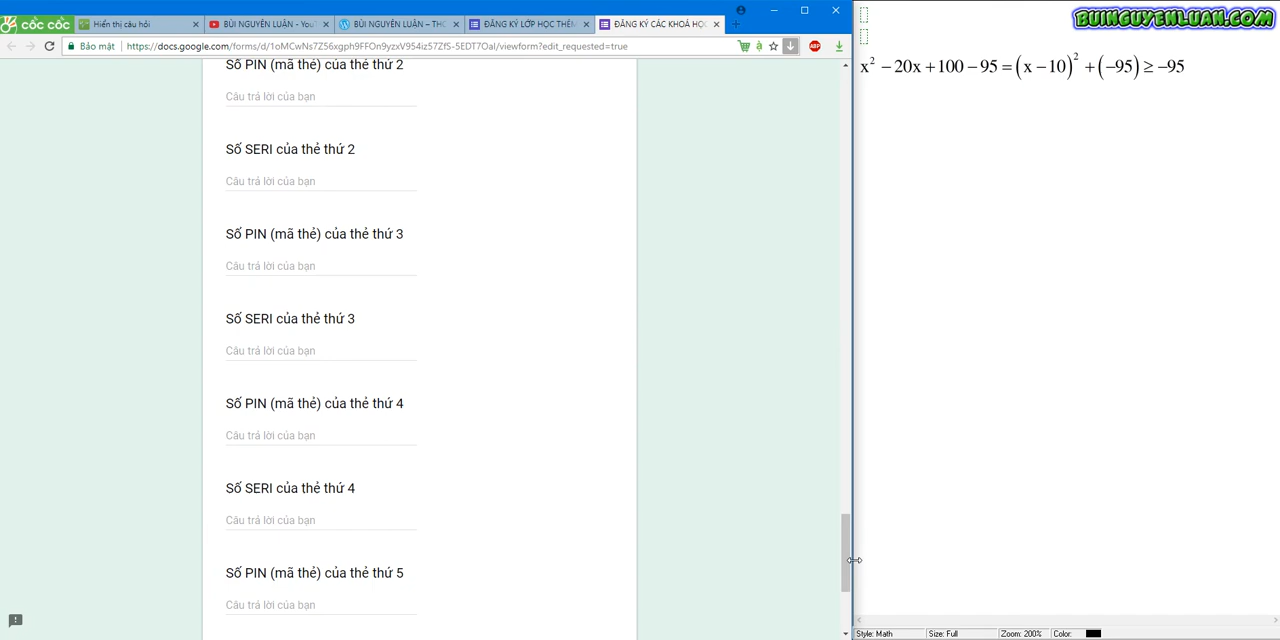 cốc cốc
Hiển thị câu hỏi
BÙI NGUYÊN LUÂN - You
BÙI NGUYÊN LUÂN – THO
ĐĂNG KÝ LỚP HỌC THÊM
ĐĂNG KÝ CÁC KHOÁ HỌC
Bảo mật
https://docs.google.com/forms/d/1oMCwNs7Z56xgph9FFOn9yzxV954iz57ZfS-5EDT7OaI/viewform?edit_requested=true
ABP
Số PIN (mã thẻ) của thẻ thứ 2
Câu trả lời của bạn
Số SERI của thẻ thứ 2
Câu trả lời của bạn
Số PIN (mã thẻ) của thẻ thứ 3
Câu trả lời của bạn
Số SERI của thẻ thứ 3
Câu trả lời của bạn
Số PIN (mã thẻ) của thẻ thứ 4
Câu trả lời của bạn
Số SERI của thẻ thứ 4
Câu trả lời của bạn
Số PIN (mã thẻ) của thẻ thứ 5
Câu trả lời của bạn
BUINGUYENLUAN.COM
x² − 20x + 100 − 95 = (x − 10)² + (−95) ≥ −95
Style: Math Size: Full Zoom: 200% Color: